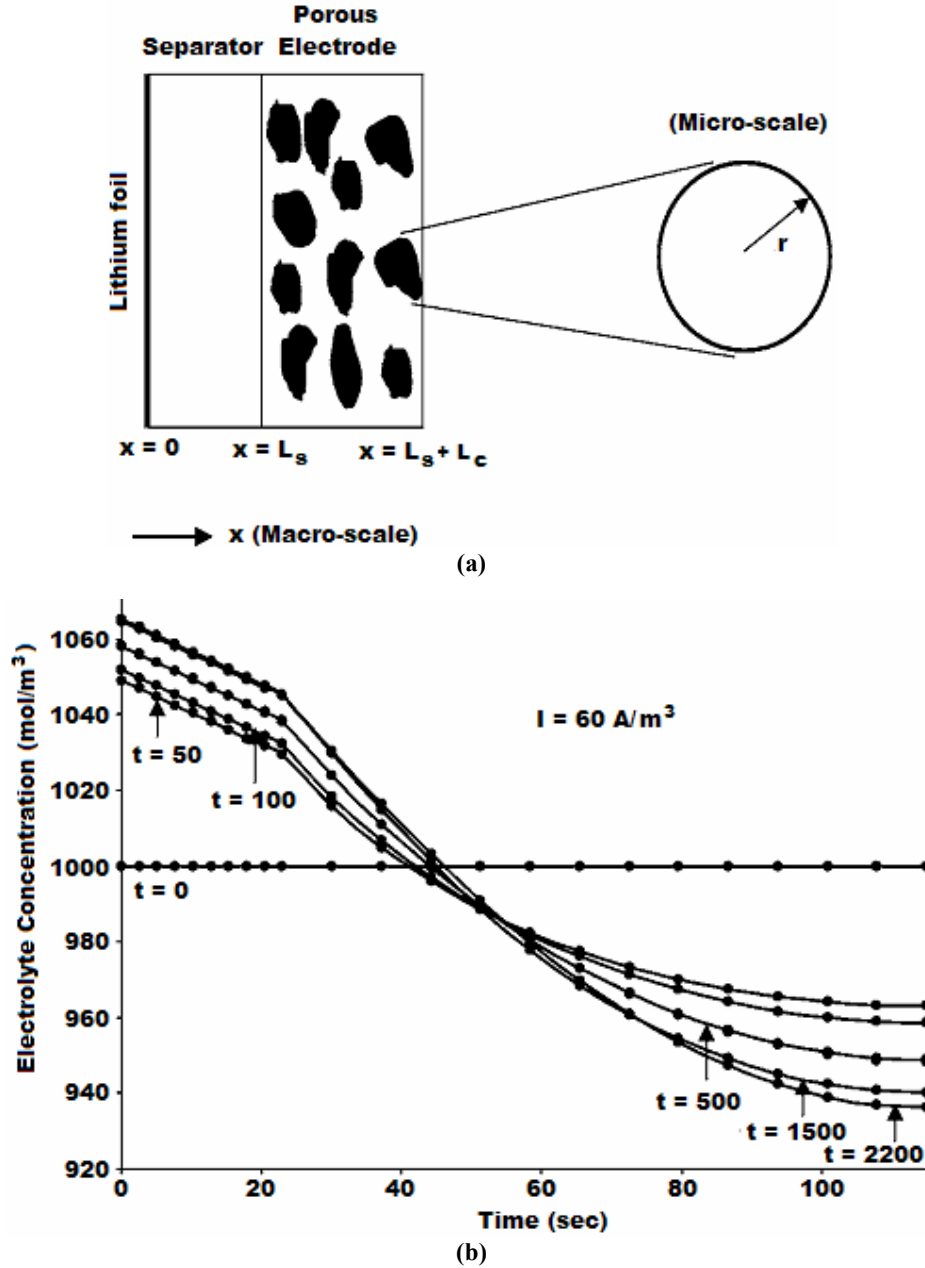 Porous
Separator Electrode
(Micro-scale)
r
Lithium foil
x = 0 x = Ls x = Ls + Lc
x (Macro-scale)
(a)
Electrolyte Concentration (mol/m³)
1060
1040
1020
1000
980
960
940
920
I = 60 A/m³
t = 50
t = 100
t = 0
t = 500
t = 1500
t = 2200
0 20 40 60 80 100
Time (sec)
(b)